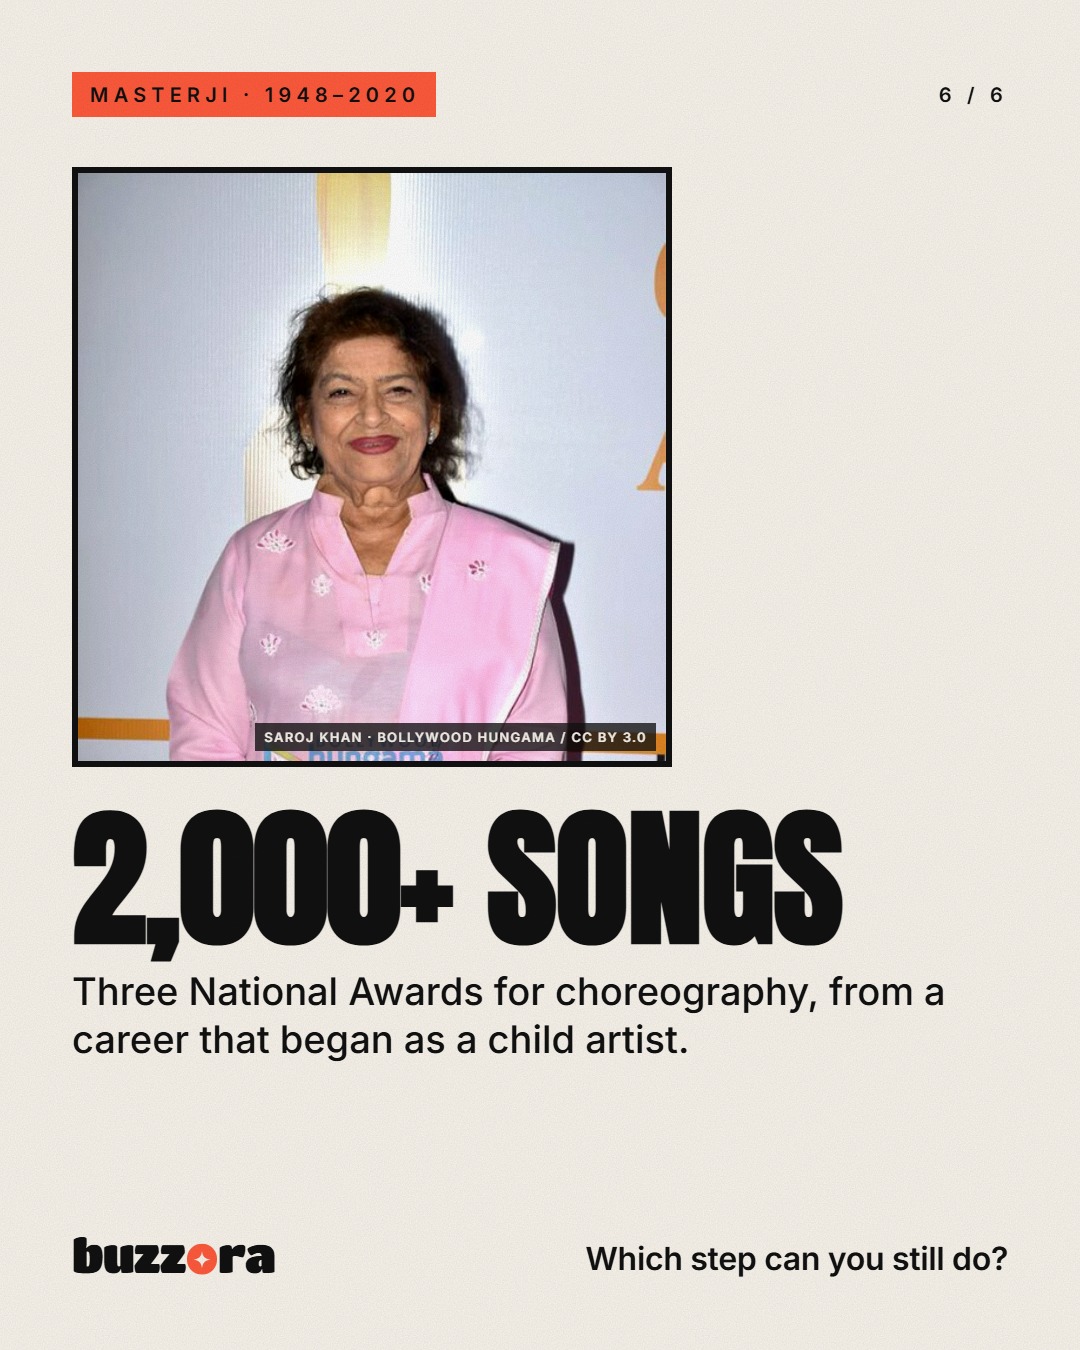 MASTERJI · 1948–2020
6 / 6
SAROJ KHAN · BOLLYWOOD HUNGAMA / CC BY 3.0
hungama
2,000+ SONGS
Three National Awards for choreography, from a
career that began as a child artist.
buzzora
Which step can you still do?